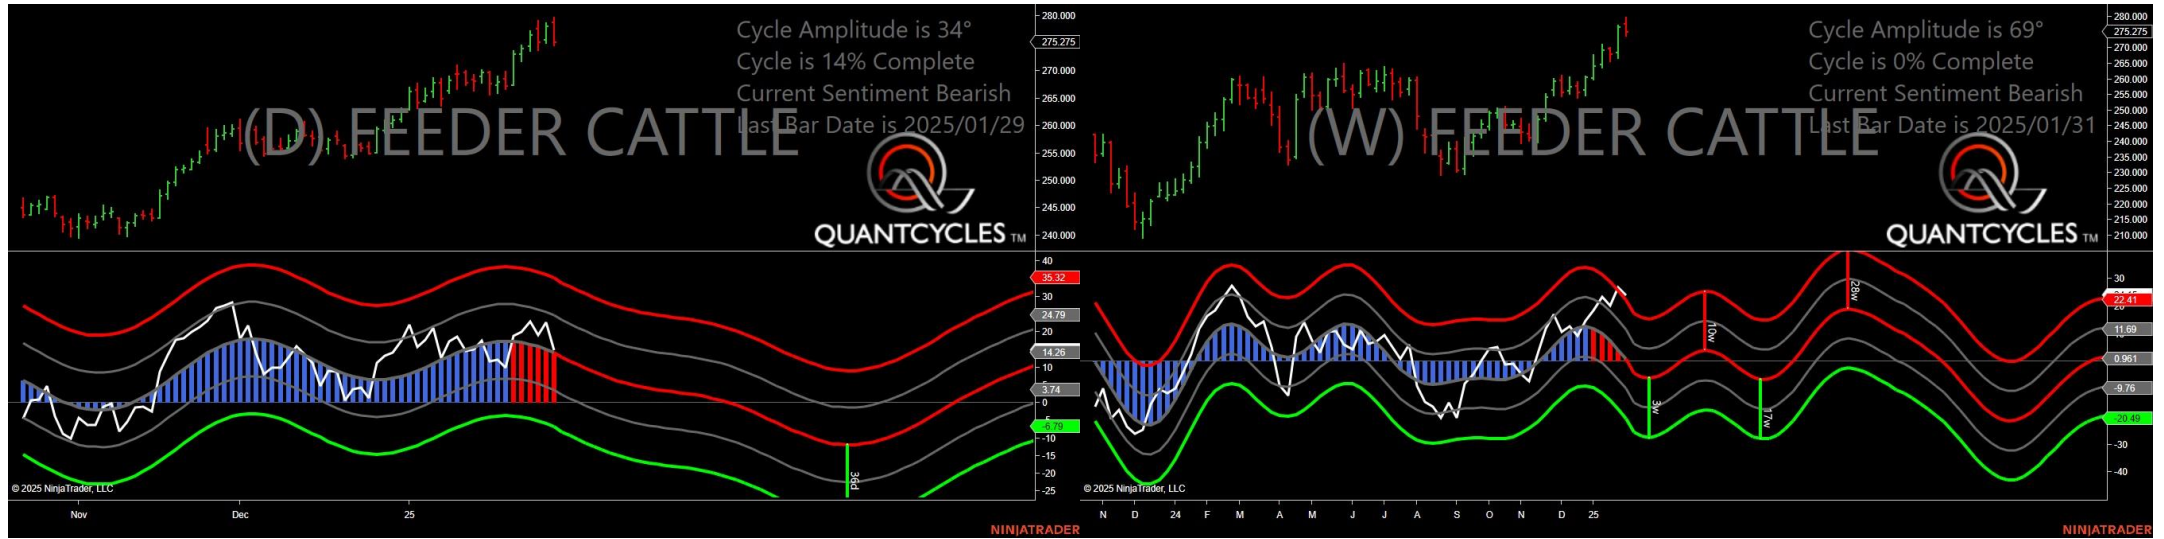 Cycle Amplitude is 34°
Cycle is 14% Complete
Current Sentiment Bearish
Last Bar Date is 2025/01/29
(D) FEEDER CATTLE
QUANTCYCLES TM
280.000
275.275
270.000
265.000
260.000
255.000
250.000
245.000
240.000
40
35.32
30
24.79
20
14.26
10
3.74
0
-6.79
-10
-15
-20
-25
36d
© 2025 NinjaTrader, LLC
Nov
Dec
25
NINJATRADER
Cycle Amplitude is 69°
Cycle is 0% Complete
Current Sentiment Bearish
Last Bar Date is 2025/01/31
(W) FEEDER CATTLE
QUANTCYCLES TM
280.000
275.275
270.000
265.000
260.000
255.000
250.000
245.000
240.000
235.000
230.000
225.000
220.000
215.000
210.000
30
22.41
11.69
0.961
-9.76
-20.49
-30
-40
3w
10w
17w
28w
© 2025 NinjaTrader, LLC
N D 24 F M A M J J A S O N D 25
NINJATRADER